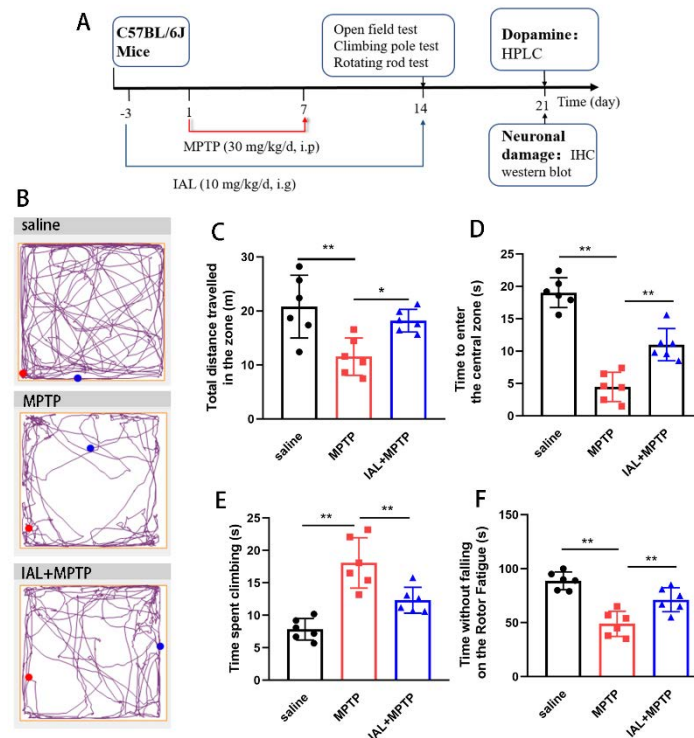 A
C57BL/6J
Mice
Open field test
Climbing pole test
Rotating rod test
Dopamine:
HPLC
-3
1
7
14
21
Time (day)
MPTP (30 mg/kg/d, i.p)
IAL (10 mg/kg/d, i.g)
Neuronal
damage: IHC
western blot
B
saline
MPTP
IAL+MPTP
C
Total distance travelled
in the zone (m)
30
20
10
0
**
*
saline
MPTP
IAL+MPTP
D
Time to enter
the central zone (s)
25
20
15
10
5
0
**
**
saline
MPTP
IAL+MPTP
E
Time spent climbing (s)
25
20
15
10
5
0
**
**
saline
MPTP
IAL+MPTP
F
Time without falling
on the Rotor Fatigue (s)
150
100
50
0
**
**
saline
MPTP
IAL+MPTP